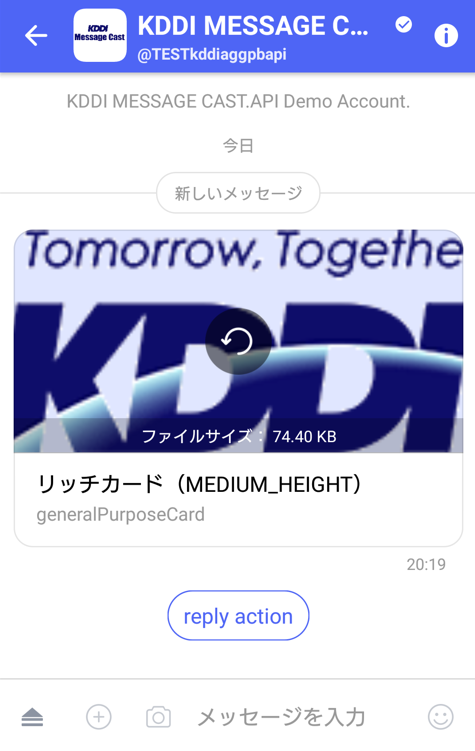 KDDI
Message Cast
KDDI MESSAGE C...
@TESTkddiaggpbapi
KDDI MESSAGE CAST.API Demo Account.
今日
新しいメッセージ
Tomorrow, Togethe
KDDI
ファイルサイズ： 74.40 KB
リッチカード（MEDIUM_HEIGHT）
generalPurposeCard
20:19
reply action
メッセージを入力